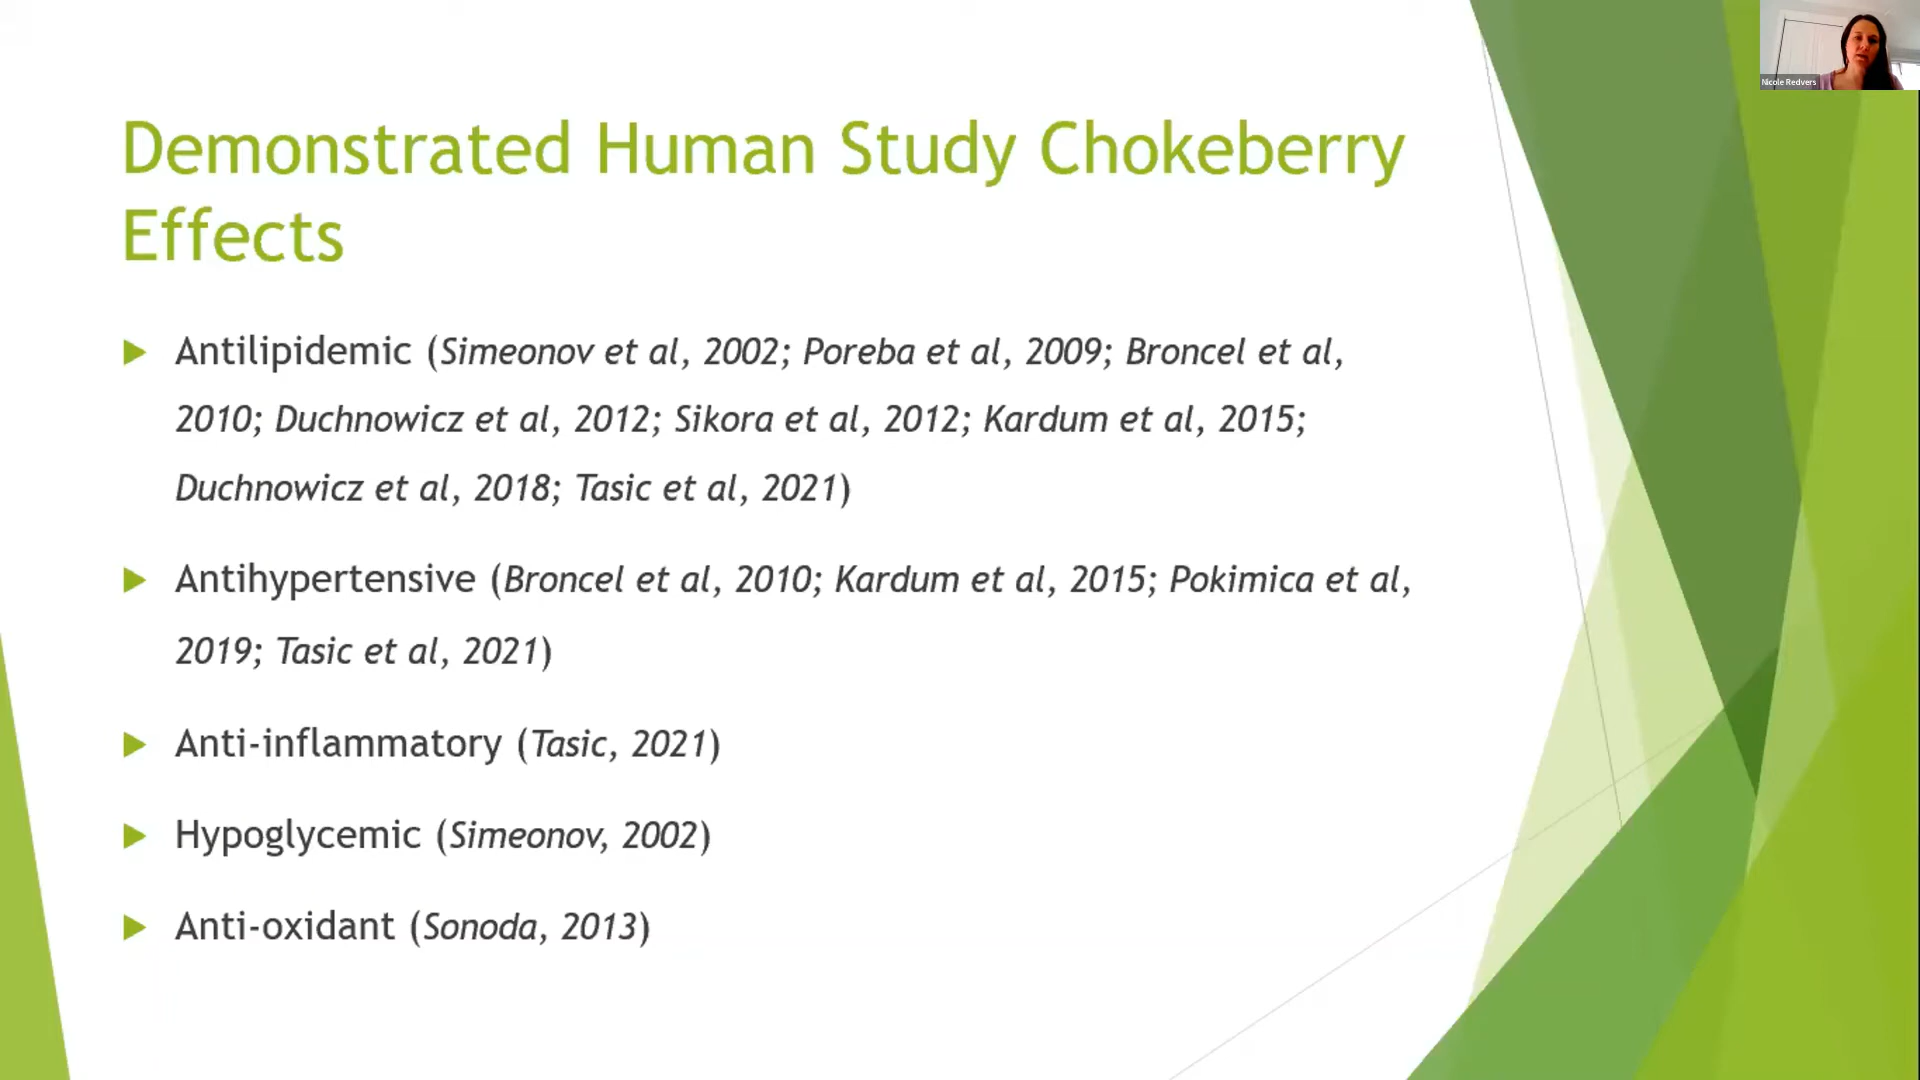 Nicole Redvers
Demonstrated Human Study Chokeberry
Effects
Antilipidemic (Simeonov et al, 2002; Poreba et al, 2009; Broncel et al,
2010; Duchnowicz et al, 2012; Sikora et al, 2012; Kardum et al, 2015;
Duchnowicz et al, 2018; Tasic et al, 2021)
Antihypertensive (Broncel et al, 2010; Kardum et al, 2015; Pokimica et al,
2019; Tasic et al, 2021)
Anti-inflammatory (Tasic, 2021)
Hypoglycemic (Simeonov, 2002)
Anti-oxidant (Sonoda, 2013)